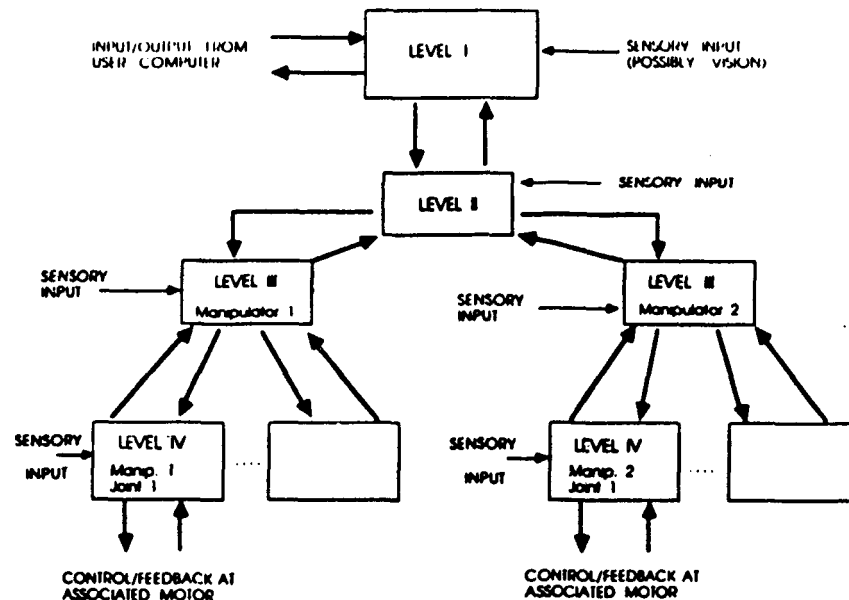 INPUT/OUTPUT FROM
USER COMPUTER
LEVEL I
SENSORY INPUT
(POSSIBLY VISION)
LEVEL II
SENSORY INPUT
SENSORY
INPUT
LEVEL III
Manipulator 1
SENSORY
INPUT
LEVEL III
Manipulator 2
SENSORY
INPUT
LEVEL IV
Manip. 1
Joint 1
.....
SENSORY
INPUT
LEVEL IV
Manip. 2
Joint 1
.....
CONTROL/FEEDBACK AT
ASSOCIATED MOTOR
CONTROL/FEEDBACK AT
ASSOCIATED MOTOR